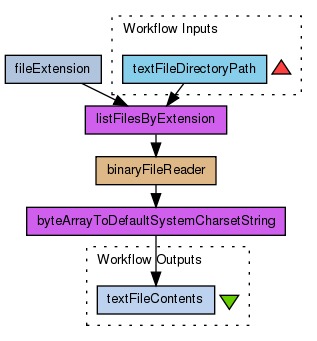 Workflow Inputs
fileExtension
textFileDirectoryPath
listFilesByExtension
binaryFileReader
byteArrayToDefaultSystemCharsetString
Workflow Outputs
textFileContents